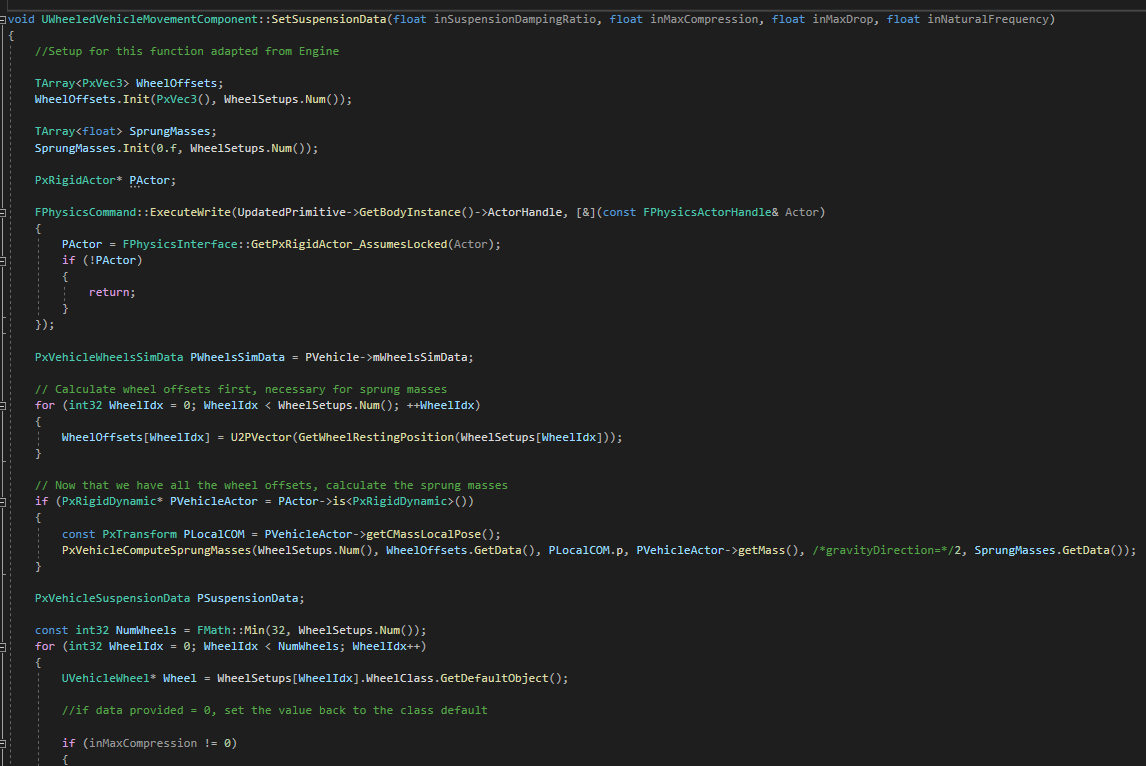 void UWheeledVehicleMovementComponent::SetSuspensionData(float inSuspensionDampingRatio, float inMaxCompression, float inMaxDrop, float inNaturalFrequency)
{
//Setup for this function adapted from Engine
TArray<PxVec3> WheelOffsets;
WheelOffsets.Init(PxVec3(), WheelSetups.Num());
TArray<float> SprungMasses;
SprungMasses.Init(0.f, WheelSetups.Num());
PxRigidActor* PActor;
FPhysicsCommand::ExecuteWrite(UpdatedPrimitive->GetBodyInstance()->ActorHandle, [&](const FPhysicsActorHandle& Actor)
{
PActor = FPhysicsInterface::GetPxRigidActor_AssumesLocked(Actor);
if (!PActor)
{
return;
}
});
PxVehicleWheelsSimData PWheelsSimData = PVehicle->mWheelsSimData;
// Calculate wheel offsets first, necessary for sprung masses
for (int32 WheelIdx = 0; WheelIdx < WheelSetups.Num(); ++WheelIdx)
{
WheelOffsets[WheelIdx] = U2PVector(GetWheelRestingPosition(WheelSetups[WheelIdx]));
}
// Now that we have all the wheel offsets, calculate the sprung masses
if (PxRigidDynamic* PVehicleActor = PActor->is<PxRigidDynamic>())
{
const PxTransform PLocalCOM = PVehicleActor->getCMassLocalPose();
PxVehicleComputeSprungMasses(WheelSetups.Num(), WheelOffsets.GetData(), PLocalCOM.p, PVehicleActor->getMass(), /*gravityDirection=*/2, SprungMasses.GetData());
}
PxVehicleSuspensionData PSuspensionData;
const int32 NumWheels = FMath::Min(32, WheelSetups.Num());
for (int32 WheelIdx = 0; WheelIdx < NumWheels; WheelIdx++)
{
UVehicleWheel* Wheel = WheelSetups[WheelIdx].WheelClass.GetDefaultObject();
//if data provided = 0, set the value back to the class default
if (inMaxCompression != 0)
{